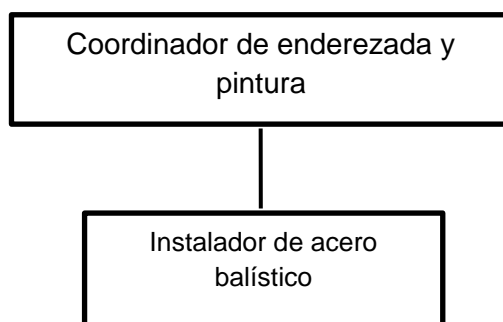 Coordinador de enderezada y
pintura
Instalador de acero
balístico